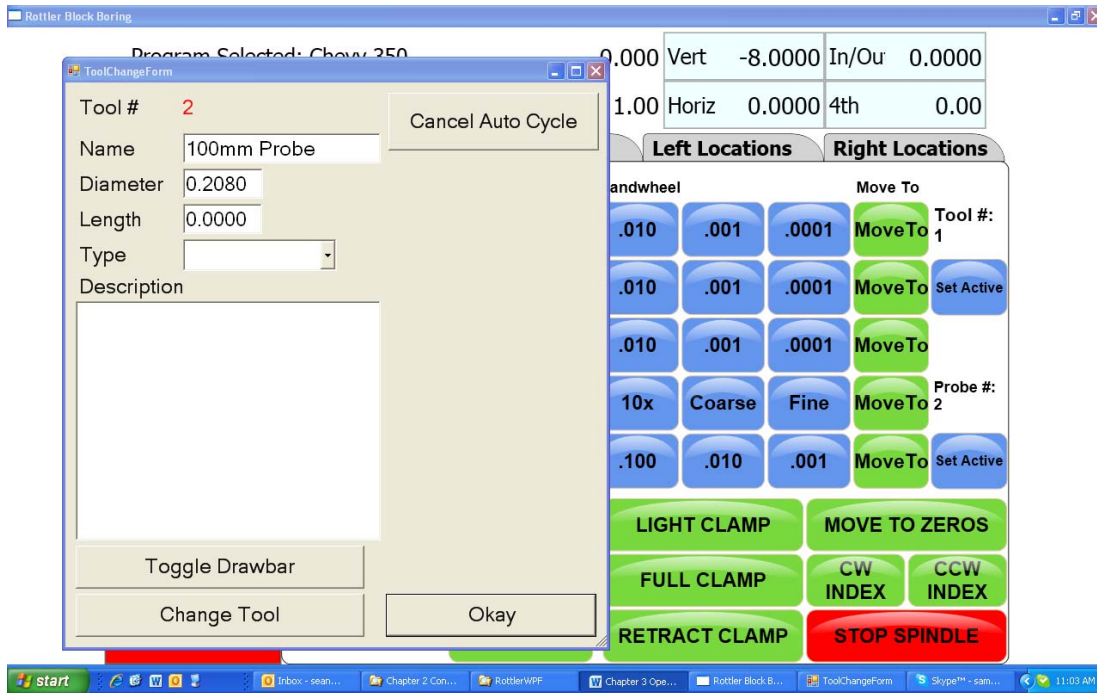 Rottler Block Boring
Program Selected: Chevy 350
0.000 Vert -8.0000 In/Ou 0.0000
1.00 Horiz 0.0000 4th 0.00
ToolChangeForm
Tool # 2
Cancel Auto Cycle
Name 100mm Probe
Diameter 0.2080
Length 0.0000
Type
Description
Toggle Drawbar
Change Tool
Okay
Left Locations Right Locations
andwheel Move To
.010 .001 .0001 MoveTo Tool #:
1
.010 .001 .0001 MoveTo Set Active
.010 .001 .0001 MoveTo
10x Coarse Fine MoveTo Probe #:
2
.100 .010 .001 MoveTo Set Active
LIGHT CLAMP MOVE TO ZEROS
FULL CLAMP CW INDEX CCW INDEX
RETRACT CLAMP STOP SPINDLE
start Inbox - sean... Chapter 2 Con... RottlerWPF Chapter 3 Ope... Rottler Block B... ToolChangeForm Skype™ - sam... 11:03 AM